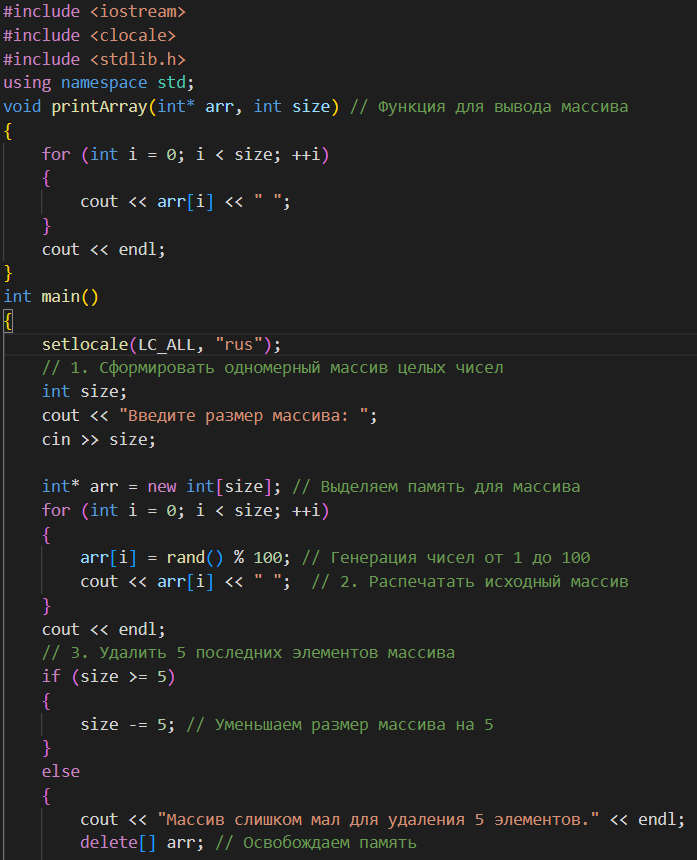 #include <iostream>
#include <clocale>
#include <stdlib.h>
using namespace std;
void printArray(int* arr, int size) // Функция для вывода массива
{
    for (int i = 0; i < size; ++i)
    {
        cout << arr[i] << " ";
    }
    cout << endl;
}
int main()
{
    setlocale(LC_ALL, "rus");
    // 1. Сформировать одномерный массив целых чисел
    int size;
    cout << "Введите размер массива: ";
    cin >> size;

    int* arr = new int[size]; // Выделяем память для массива
    for (int i = 0; i < size; ++i)
    {
        arr[i] = rand() % 100; // Генерация чисел от 1 до 100
        cout << arr[i] << " ";  // 2. Распечатать исходный массив
    }
    cout << endl;
    // 3. Удалить 5 последних элементов массива
    if (size >= 5)
    {
        size -= 5; // Уменьшаем размер массива на 5
    }
    else
    {
        cout << "Массив слишком мал для удаления 5 элементов." << endl;
        delete[] arr; // Освобождаем память